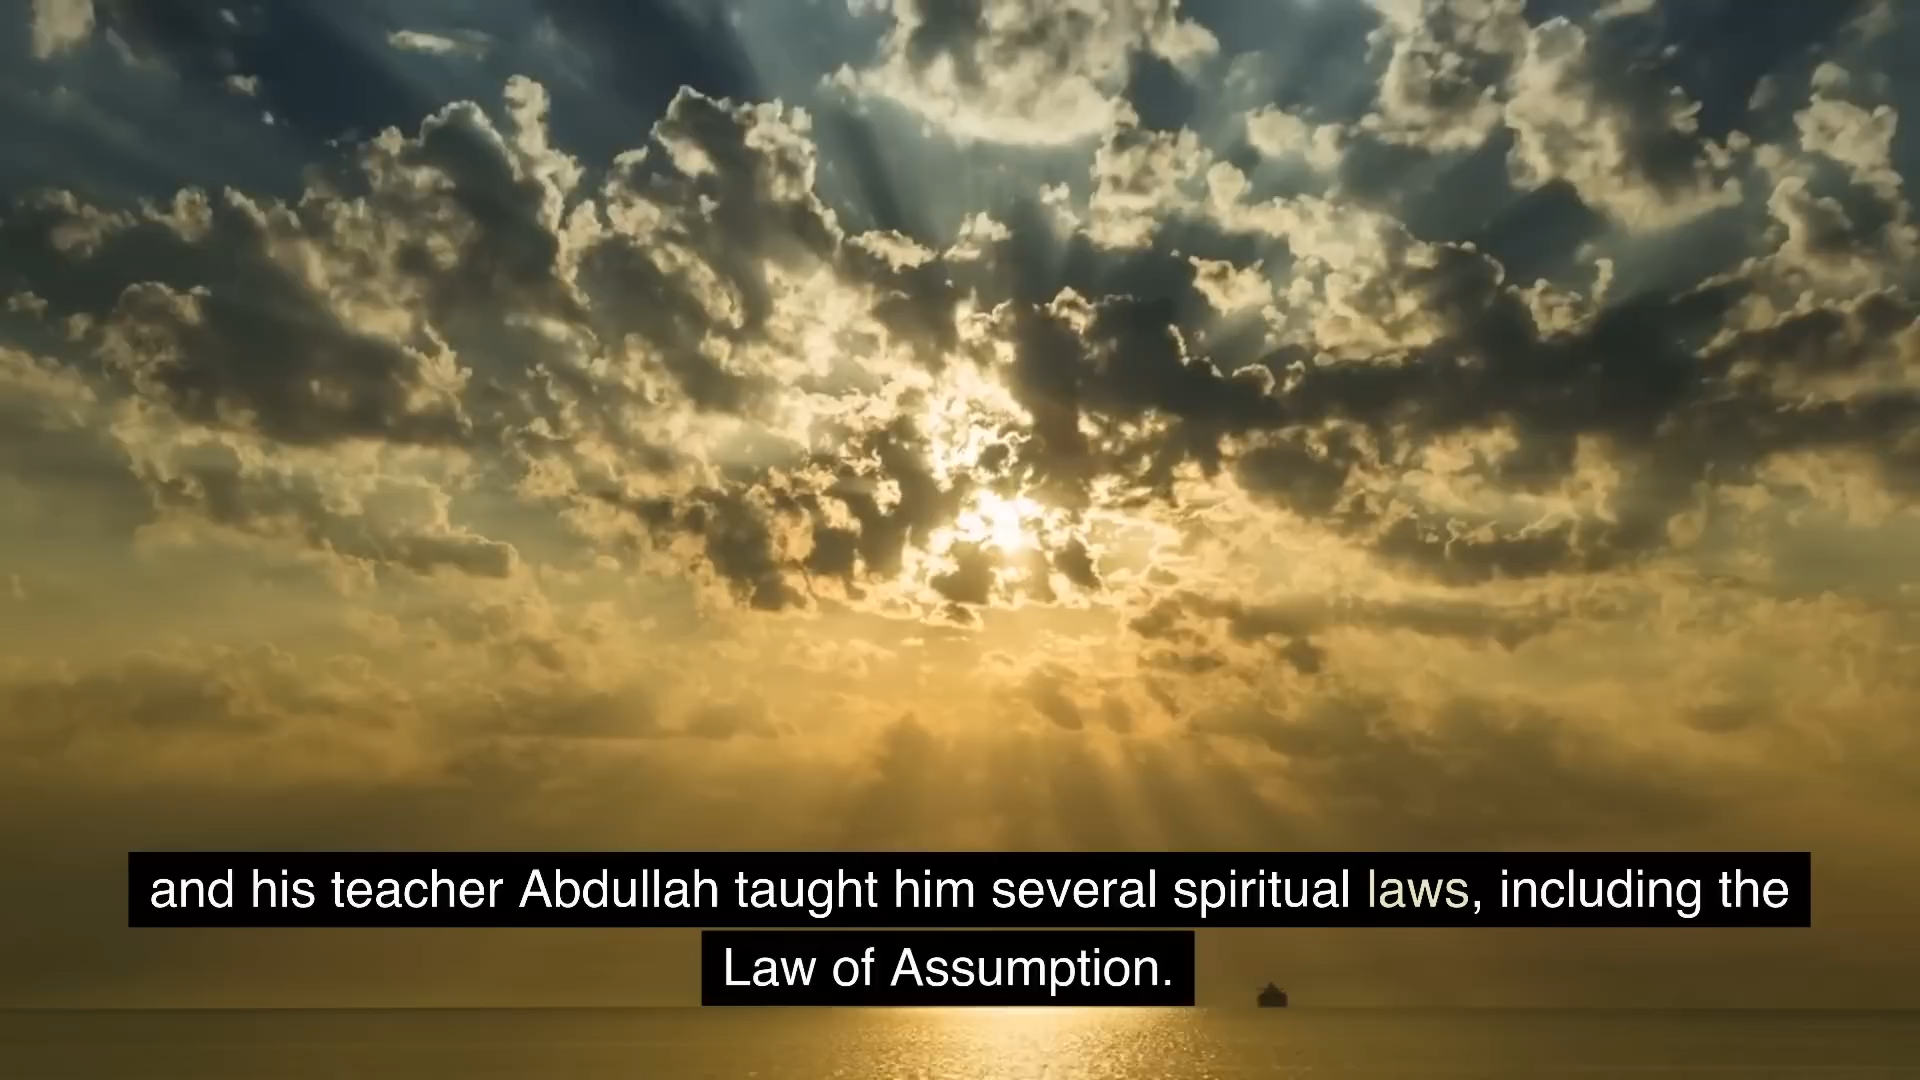 and his teacher Abdullah taught him several spiritual laws, including the
Law of Assumption.